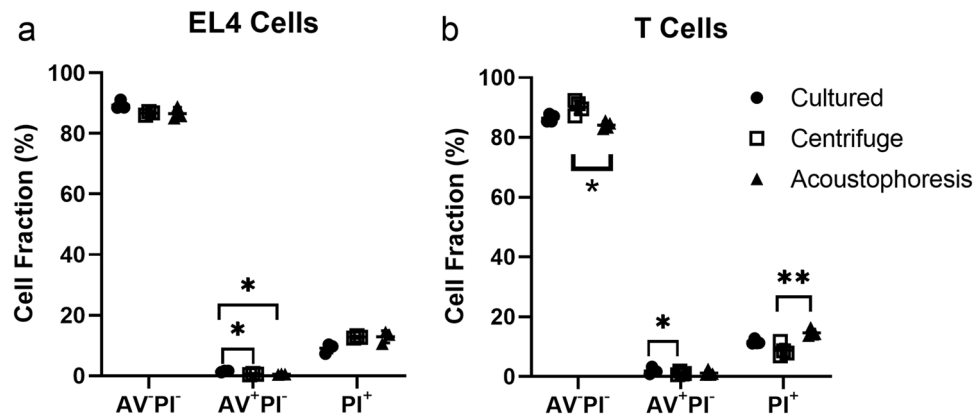 a
EL4 Cells
Cell Fraction (%)
100
80
60
40
20
0
*
*
AV⁻PI⁻
AV⁺PI⁻
PI⁺
b
T Cells
Cell Fraction (%)
100
80
60
40
20
0
*
*
**
AV⁻PI⁻
AV⁺PI⁻
PI⁺
Cultured
Centrifuge
Acoustophoresis